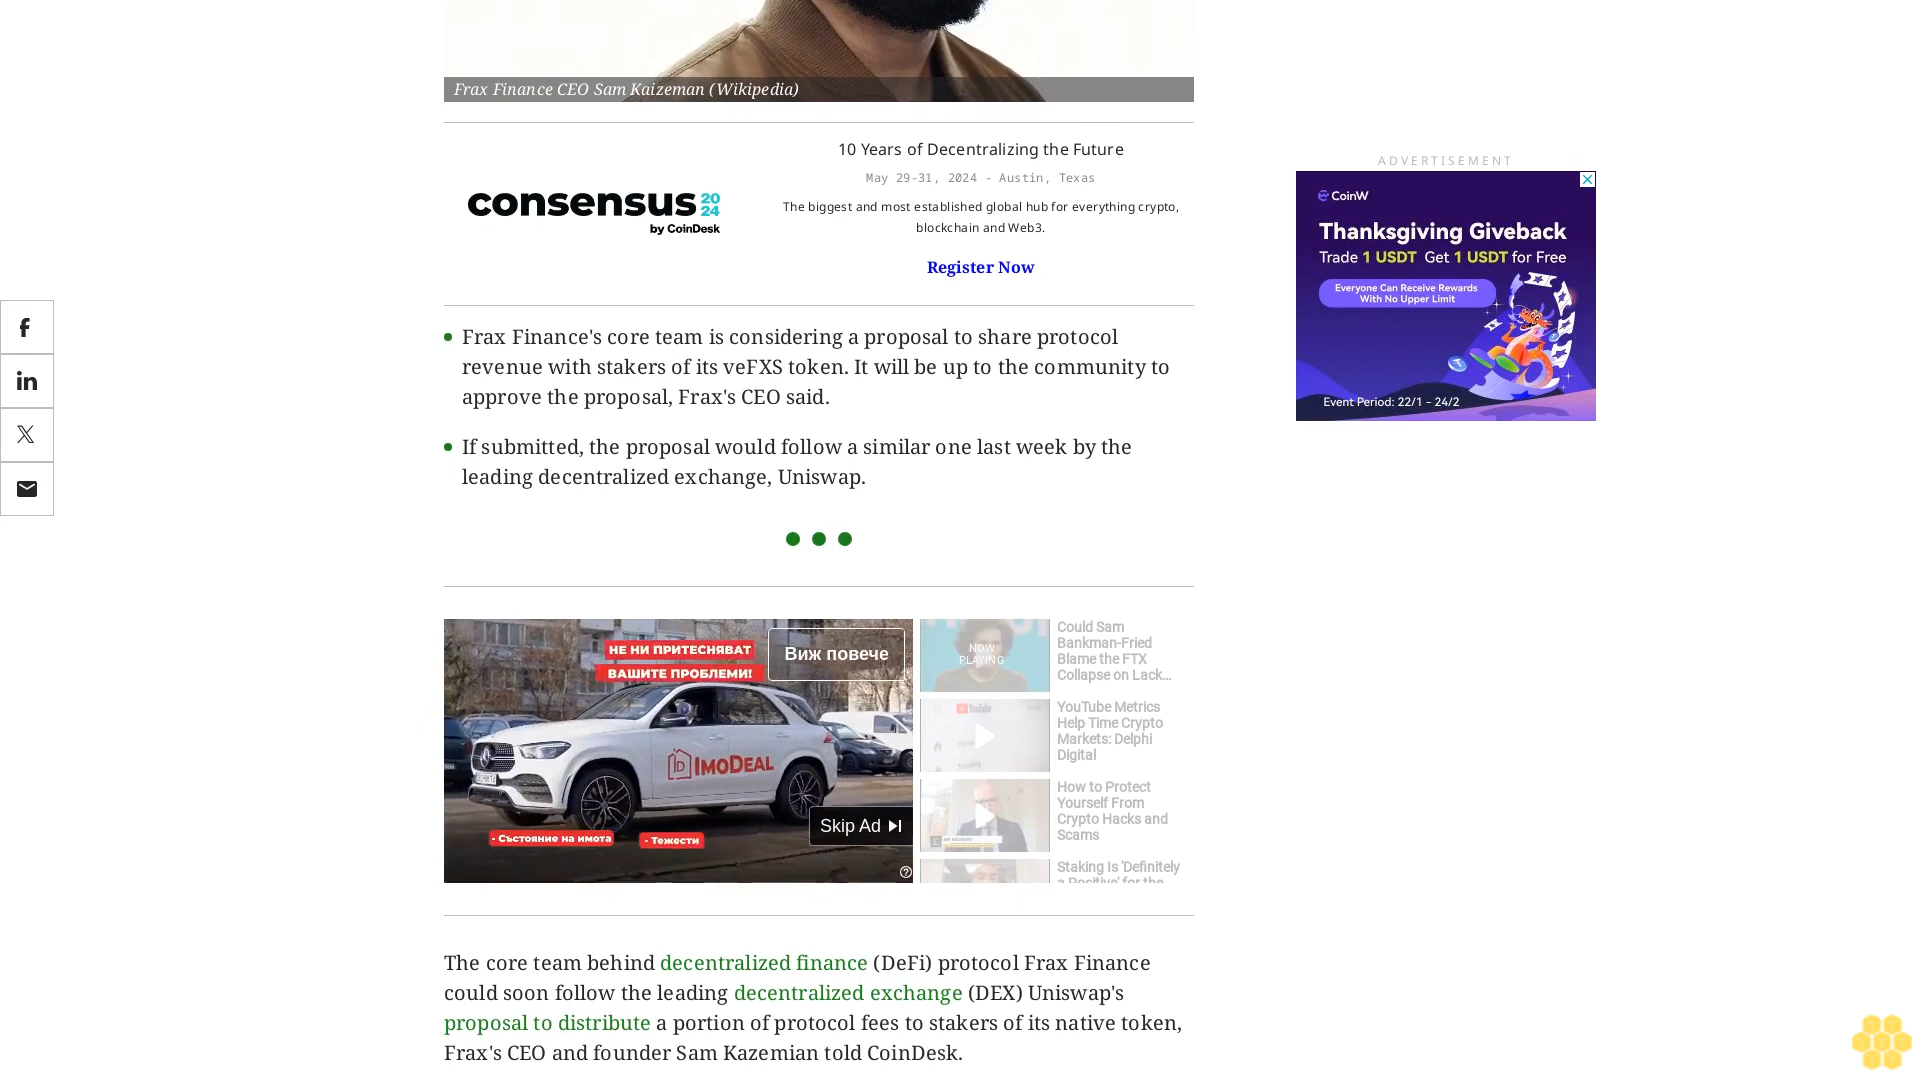 Frax Finance CEO Sam Kaizeman (Wikipedia)
consensus 20
24
by CoinDesk
10 Years of Decentralizing the Future
May 29-31, 2024 - Austin, Texas
The biggest and most established global hub for everything crypto,
blockchain and Web3.
Register Now
ADVERTISEMENT
CoinW
Thanksgiving Giveback
Trade 1 USDT Get 1 USDT for Free
Everyone Can Receive Rewards
With No Upper Limit
Event Period: 22/1 - 24/2
Frax Finance's core team is considering a proposal to share protocol
revenue with stakers of its veFXS token. It will be up to the community to
approve the proposal, Frax's CEO said.
If submitted, the proposal would follow a similar one last week by the
leading decentralized exchange, Uniswap.
НЕ НИ ПРИТЕСНЯВАТ
ВАШИТЕ ПРОБЛЕМИ!
Виж повече
ID IMODEAL
Skip Ad
- Състояние на имота
- Тежести
NOW
PLAYING
Could Sam
Bankman-Fried
Blame the FTX
Collapse on Lack...
YouTube
Home
Trending
YouTube Metrics
Help Time Crypto
Markets: Delphi
Digital
How to Protect
Yourself From
Crypto Hacks and
Scams
Staking Is 'Definitely
a Positive' for the
The core team behind decentralized finance (DeFi) protocol Frax Finance
could soon follow the leading decentralized exchange (DEX) Uniswap's
proposal to distribute a portion of protocol fees to stakers of its native token,
Frax's CEO and founder Sam Kazemian told CoinDesk.